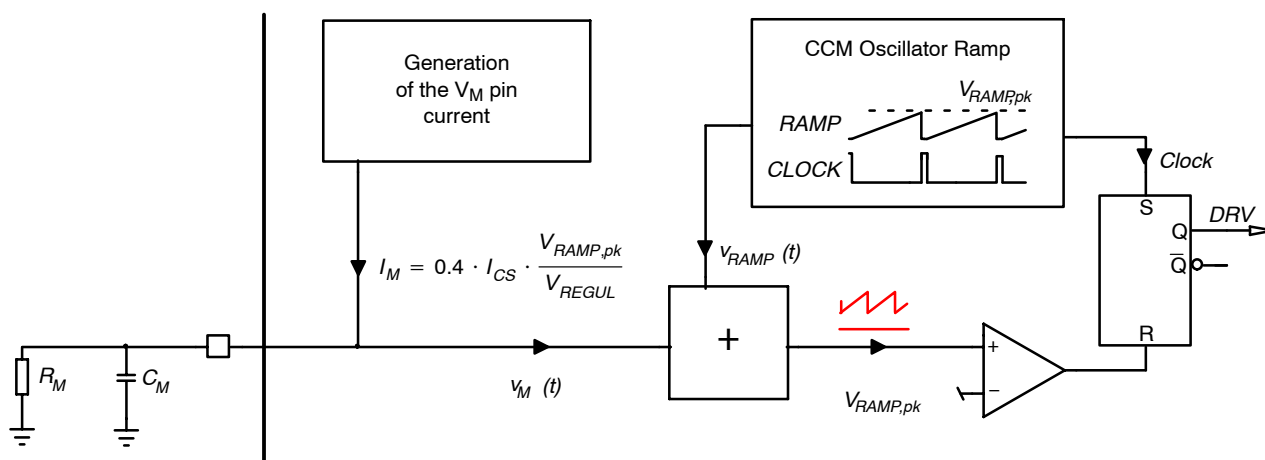 Generation
of the VM pin
current
CCM Oscillator Ramp
VRAMP,pk
RAMP
CLOCK
Clock
S
Q
DRV
Q̅
R
IM = 0.4 · ICS · VRAMP,pk / VREGUL
vRAMP (t)
+
+
−
VRAMP,pk
vM (t)
RM
CM